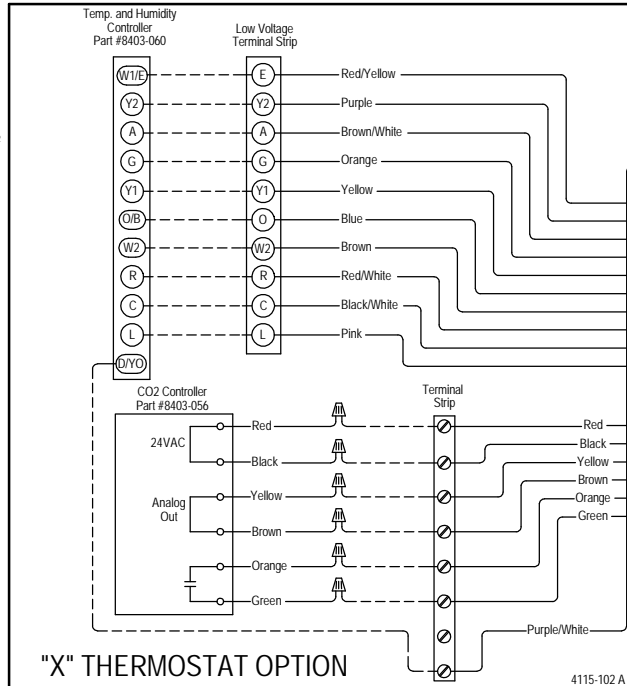 Temp. and Humidity
Controller
Part #8403-060
Low Voltage
Terminal Strip
W1/E
E
Red/Yellow
Y2
Y2
Purple
A
A
Brown/White
G
G
Orange
Y1
Y1
Yellow
O/B
O
Blue
W2
W2
Brown
R
R
Red/White
C
C
Black/White
L
L
Pink
D/YO
CO2 Controller
Part #8403-056
Terminal
Strip
24VAC
Red
Red
Black
Black
Analog
Out
Yellow
Yellow
Brown
Brown
Orange
Orange
Green
Green
Purple/White
"X" THERMOSTAT OPTION
4115-102 A